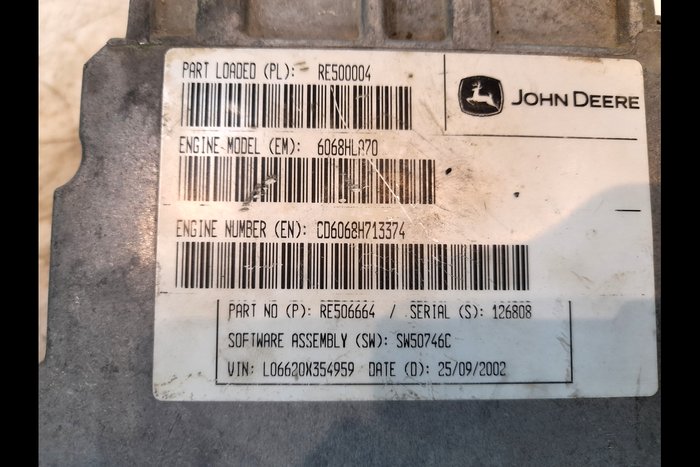 PART LOADED (PL): RE500004
JOHN DEERE
ENGINE MODEL (EM):
ENGINE NUMBER (EN): CD6068H713374
PART NO (P): RE506664 / SERIAL (S): 126808
SOFTWARE ASSEMBLY (SW): SW50746C
VIN: L06620X354959 DATE (D): 25/09/2002